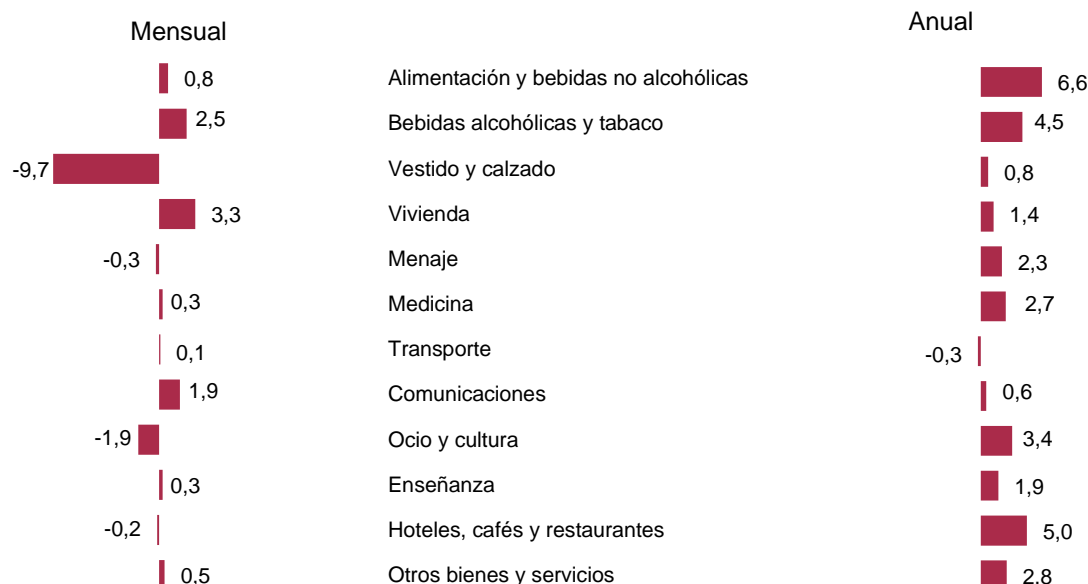 Mensual Anual
0,8 Alimentación y bebidas no alcohólicas 6,6
2,5 Bebidas alcohólicas y tabaco 4,5
-9,7 Vestido y calzado 0,8
3,3 Vivienda 1,4
-0,3 Menaje 2,3
0,3 Medicina 2,7
0,1 Transporte -0,3
1,9 Comunicaciones 0,6
-1,9 Ocio y cultura 3,4
0,3 Enseñanza 1,9
-0,2 Hoteles, cafés y restaurantes 5,0
0,5 Otros bienes y servicios 2,8